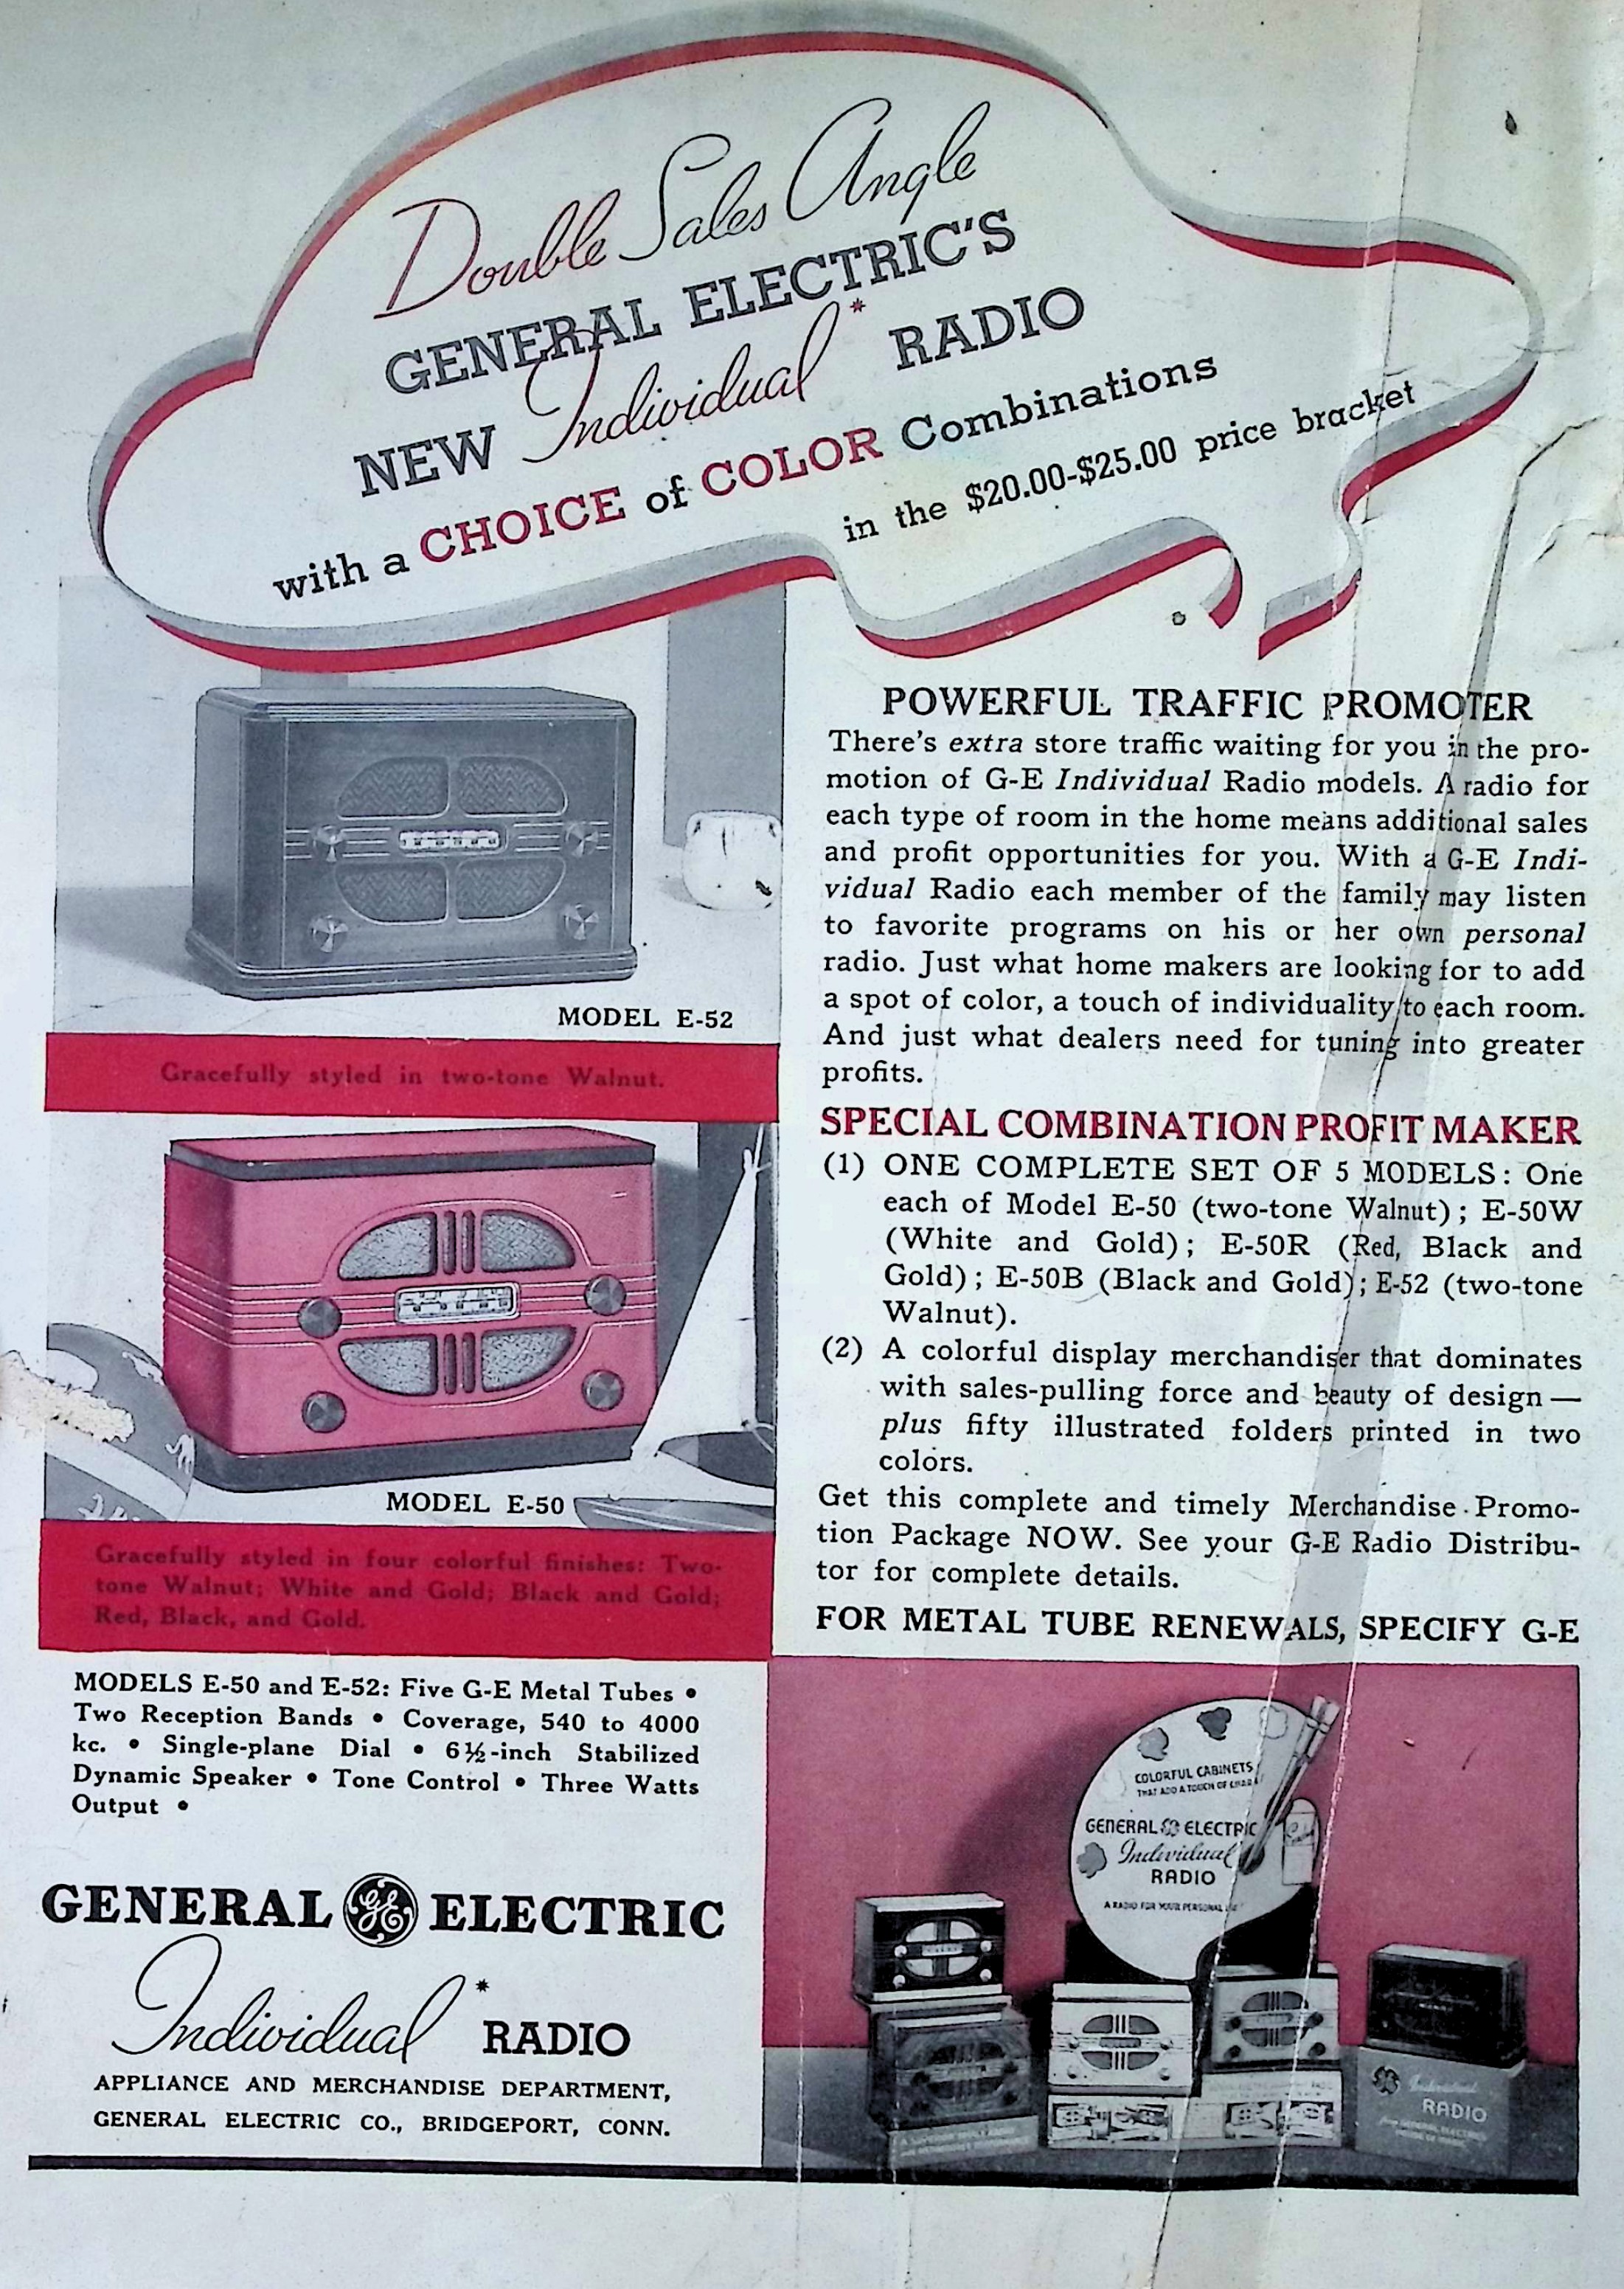 Double Sales Angle
GENERAL ELECTRIC'S
NEW Individual* RADIO
with a CHOICE of COLOR Combinations
in the $20.00-$25.00 price bracket
MODEL E-52
Gracefully styled in two-tone Walnut.
MODEL E-50
Gracefully styled in four colorful finishes: Two-
tone Walnut; White and Gold; Black and Gold;
Red, Black, and Gold.
MODELS E-50 and E-52: Five G-E Metal Tubes •
Two Reception Bands • Coverage, 540 to 4000
kc. • Single-plane Dial • 6½-inch Stabilized
Dynamic Speaker • Tone Control • Three Watts
Output •
GENERAL GE ELECTRIC
Individual* RADIO
APPLIANCE AND MERCHANDISE DEPARTMENT,
GENERAL ELECTRIC CO., BRIDGEPORT, CONN.
POWERFUL TRAFFIC PROMOTER
There's extra store traffic waiting for you in the pro-
motion of G-E Individual Radio models. A radio for
each type of room in the home means additional sales
and profit opportunities for you. With a G-E Indi-
vidual Radio each member of the family may listen
to favorite programs on his or her own personal
radio. Just what home makers are looking for to add
a spot of color, a touch of individuality to each room.
And just what dealers need for tuning into greater
profits.
SPECIAL COMBINATION PROFIT MAKER
(1) ONE COMPLETE SET OF 5 MODELS: One
each of Model E-50 (two-tone Walnut); E-50W
(White and Gold); E-50R (Red, Black and
Gold); E-50B (Black and Gold); E-52 (two-tone
Walnut).
(2) A colorful display merchandiser that dominates
with sales-pulling force and beauty of design—
plus fifty illustrated folders printed in two
colors.
Get this complete and timely Merchandise Promo-
tion Package NOW. See your G-E Radio Distribu-
tor for complete details.
FOR METAL TUBE RENEWALS, SPECIFY G-E
COLORFUL CABINETS
THAT ADD A TOUCH OF
GENERAL GE ELECTRIC
Individual
RADIO
A RADIO FOR YOUR PERSONAL
Individual
RADIO